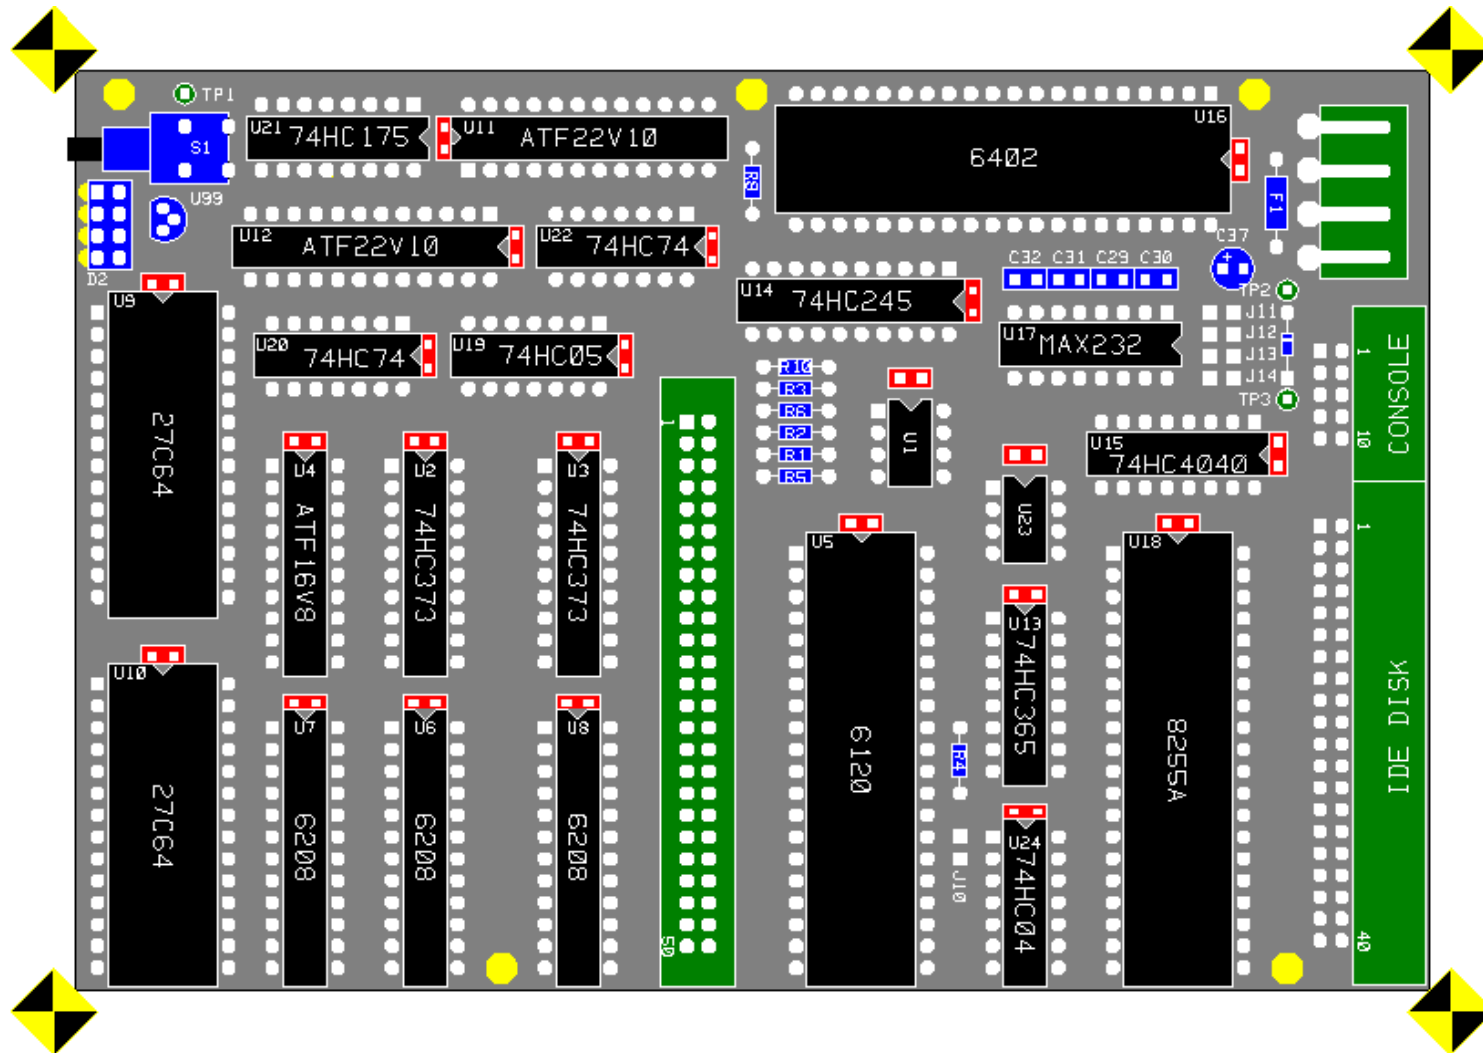 TP1
U21 74HC175
U11 ATF22V10
U16
6402
S1
U99
R9
F1
U12 ATF22V10
U22 74HC74
C37
+
D2
C32 C31 C29 C30
U14 74HC245
TP2
U9
27C64
J11
J12
J13
J14
TP3
U17 MAX232
U20 74HC74
U19 74HC05
R10
R3
R6
R2
R1
R5
U1
1
10
CONSOLE
1
50
U15
74HC4040
U4
ATF16V8
U2
74HC373
U3
74HC373
U23
U5
6120
U18
8255A
1
40
IDE DISK
U13
74HC365
U10
27C64
U7
6208
U6
6208
U8
6208
R4
J10
U24
74HC04